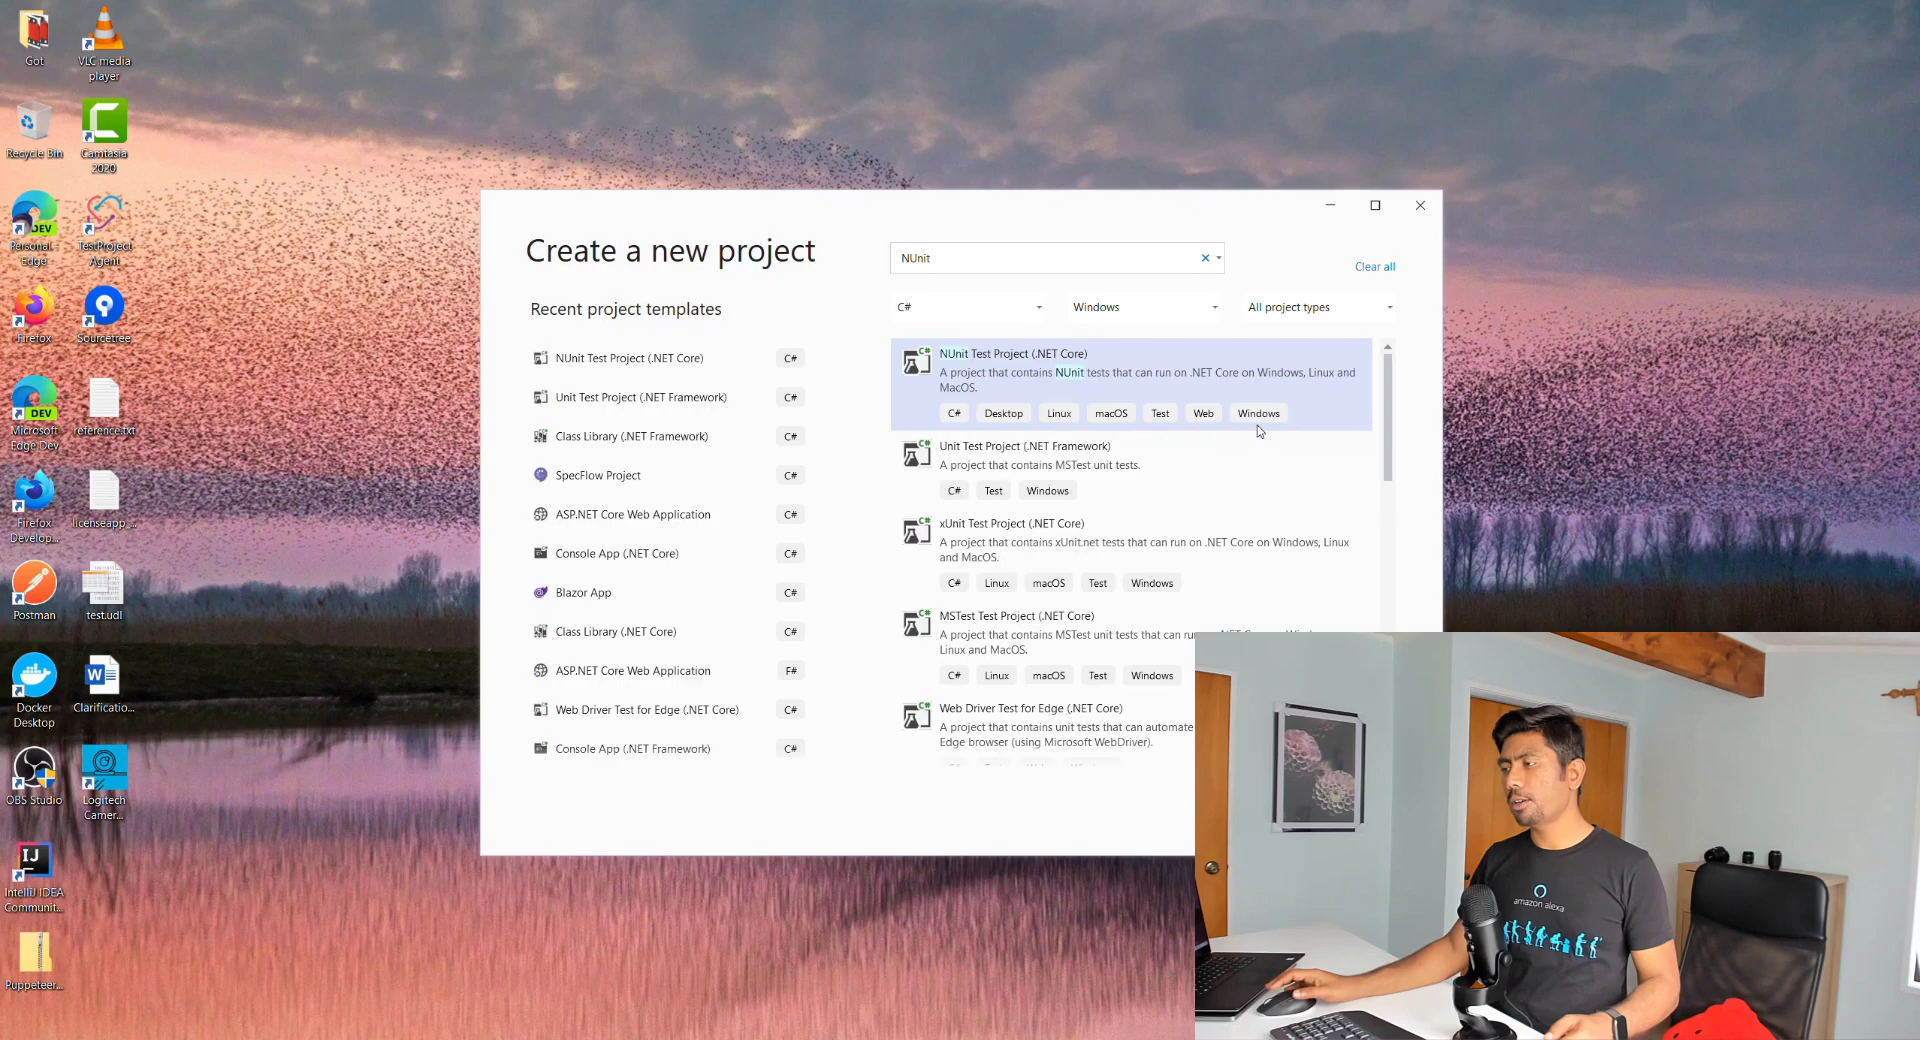 Got
VLC media
player
Recycle Bin
Camtasia
2020
DEV
Personal...
Edge
TestProject
Agent
Firefox
Sourcetree
DEV
Microsoft
Edge Dev
reference.txt
Firefox
Develop...
licenseapp_...
Postman
test.udl
Docker
Desktop
Clarificatio...
OBS Studio
Logitech
Camer...
IJ
IntelliJ IDEA
Communit...
Puppeteer...
Create a new project
NUnit
Clear all
C#
Windows
All project types
Recent project templates
NUnit Test Project (.NET Core) C#
Unit Test Project (.NET Framework) C#
Class Library (.NET Framework) C#
SpecFlow Project C#
ASP.NET Core Web Application C#
Console App (.NET Core) C#
Blazor App C#
Class Library (.NET Core) C#
ASP.NET Core Web Application F#
Web Driver Test for Edge (.NET Core) C#
Console App (.NET Framework) C#
NUnit Test Project (.NET Core)
A project that contains NUnit tests that can run on .NET Core on Windows, Linux and
MacOS.
C# Desktop Linux macOS Test Web Windows
Unit Test Project (.NET Framework)
A project that contains MSTest unit tests.
C# Test Windows
xUnit Test Project (.NET Core)
A project that contains xUnit.net tests that can run on .NET Core on Windows, Linux
and MacOS.
C# Linux macOS Test Windows
MSTest Test Project (.NET Core)
A project that contains MSTest unit tests that can
Linux and MacOS.
C# Linux macOS Test Windows
Web Driver Test for Edge (.NET Core)
A project that contains unit tests that can automate
Edge browser (using Microsoft WebDriver).
amazon alexa